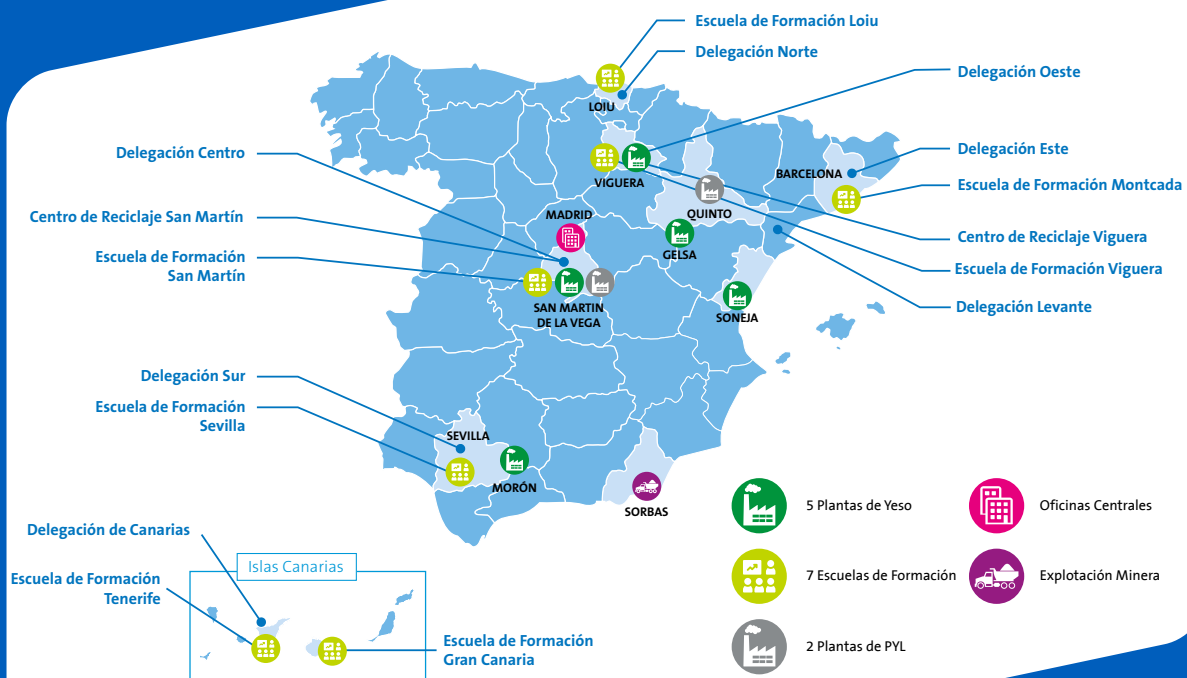 Escuela de Formación Loiu
Delegación Norte
Delegación Oeste
LOIU
Delegación Centro
Delegación Este
BARCELONA
VIGUERA
Escuela de Formación Montcada
Centro de Reciclaje San Martín
MADRID
QUINTO
Centro de Reciclaje Viguera
GELSA
Escuela de Formación
San Martín
Escuela de Formación Viguera
SAN MARTIN
DE LA VEGA
SONEJA
Delegación Levante
Delegación Sur
Escuela de Formación
Sevilla
SEVILLA
MORÓN
SORBAS
5 Plantas de Yeso
Oficinas Centrales
Delegación de Canarias
Islas Canarias
7 Escuelas de Formación
Explotación Minera
Escuela de Formación
Tenerife
Escuela de Formación
Gran Canaria
2 Plantas de PYL